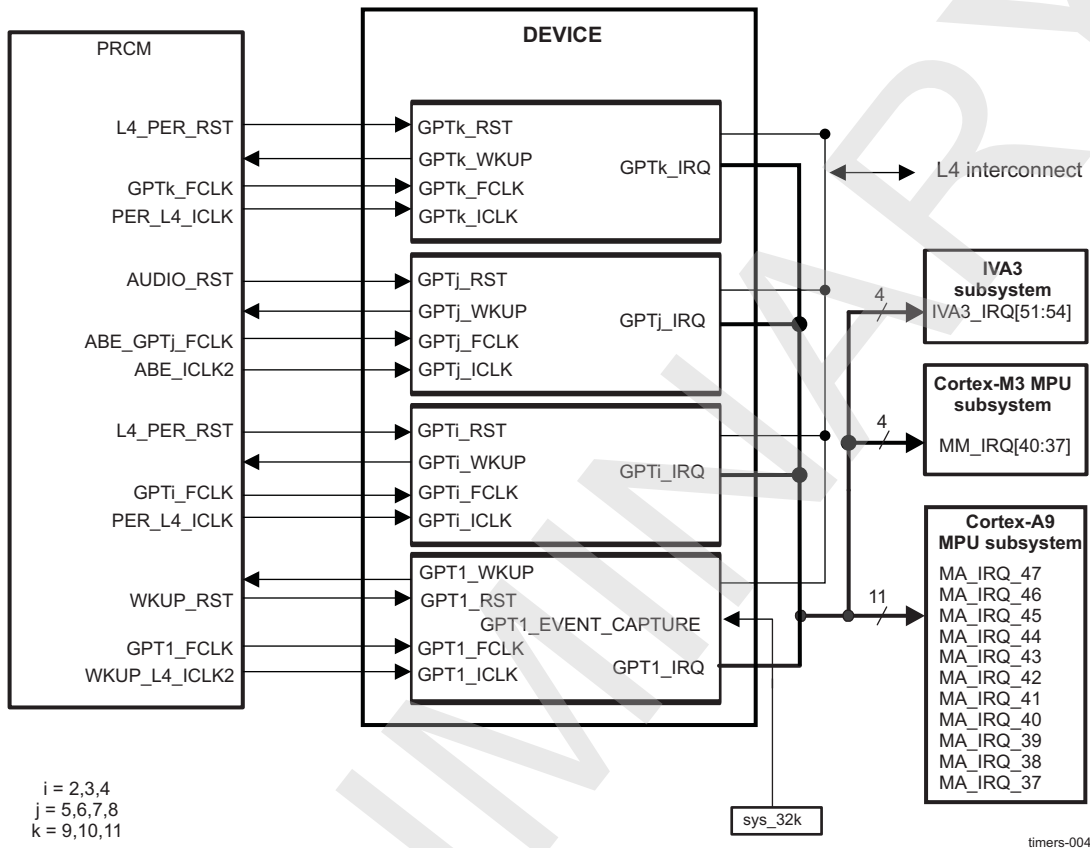 DEVICE
PRCM
L4_PER_RST
GPTk_FCLK
PER_L4_ICLK
AUDIO_RST
ABE_GPTj_FCLK
ABE_ICLK2
L4_PER_RST
GPTi_FCLK
PER_L4_ICLK
WKUP_RST
GPT1_FCLK
WKUP_L4_ICLK2
GPTk_RST
GPTk_WKUP
GPTk_FCLK
GPTk_ICLK
GPTk_IRQ
GPTj_RST
GPTj_WKUP
GPTj_FCLK
GPTj_ICLK
GPTj_IRQ
GPTi_RST
GPTi_WKUP
GPTi_FCLK
GPTi_ICLK
GPTi_IRQ
GPT1_WKUP
GPT1_RST
GPT1_EVENT_CAPTURE
GPT1_FCLK
GPT1_ICLK
GPT1_IRQ
L4 interconnect
4
IVA3
subsystem
IVA3_IRQ[51:54]
4
Cortex-M3 MPU
subsystem
MM_IRQ[40:37]
11
Cortex-A9
MPU subsystem
MA_IRQ_47
MA_IRQ_46
MA_IRQ_45
MA_IRQ_44
MA_IRQ_43
MA_IRQ_42
MA_IRQ_41
MA_IRQ_40
MA_IRQ_39
MA_IRQ_38
MA_IRQ_37
sys_32k
i = 2,3,4
j = 5,6,7,8
k = 9,10,11
timers-004